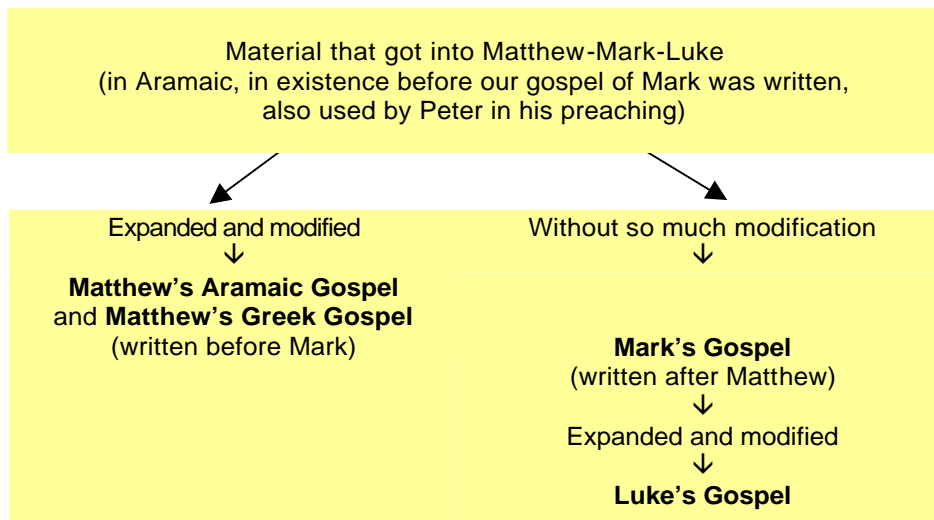 Material that got into Matthew-Mark-Luke
(in Aramaic, in existence before our gospel of Mark was written,
also used by Peter in his preaching)
Expanded and modified
↓
Matthew’s Aramaic Gospel
and Matthew’s Greek Gospel
(written before Mark)
Without so much modification
↓
Mark’s Gospel
(written after Matthew)
↓
Expanded and modified
↓
Luke’s Gospel